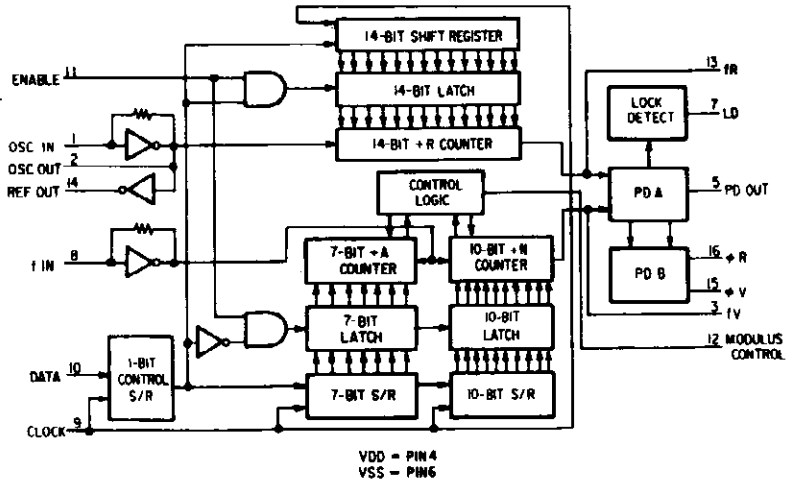 14-BIT SHIFT REGISTER
ENABLE 11
14-BIT LATCH
13 fR
LOCK DETECT
7 LD
OSC IN 1
OSC OUT 2
14-BIT ÷R COUNTER
REF OUT 14
CONTROL LOGIC
PD A
5 PD OUT
f IN 8
7-BIT ÷A COUNTER
10-BIT ÷N COUNTER
PD B
16 φR
15 φV
3 fV
7-BIT LATCH
10-BIT LATCH
12 MODULUS CONTROL
DATA 10
1-BIT CONTROL S/R
7-BIT S/R
10-BIT S/R
CLOCK 9
VDD = PIN 4
VSS = PIN 6